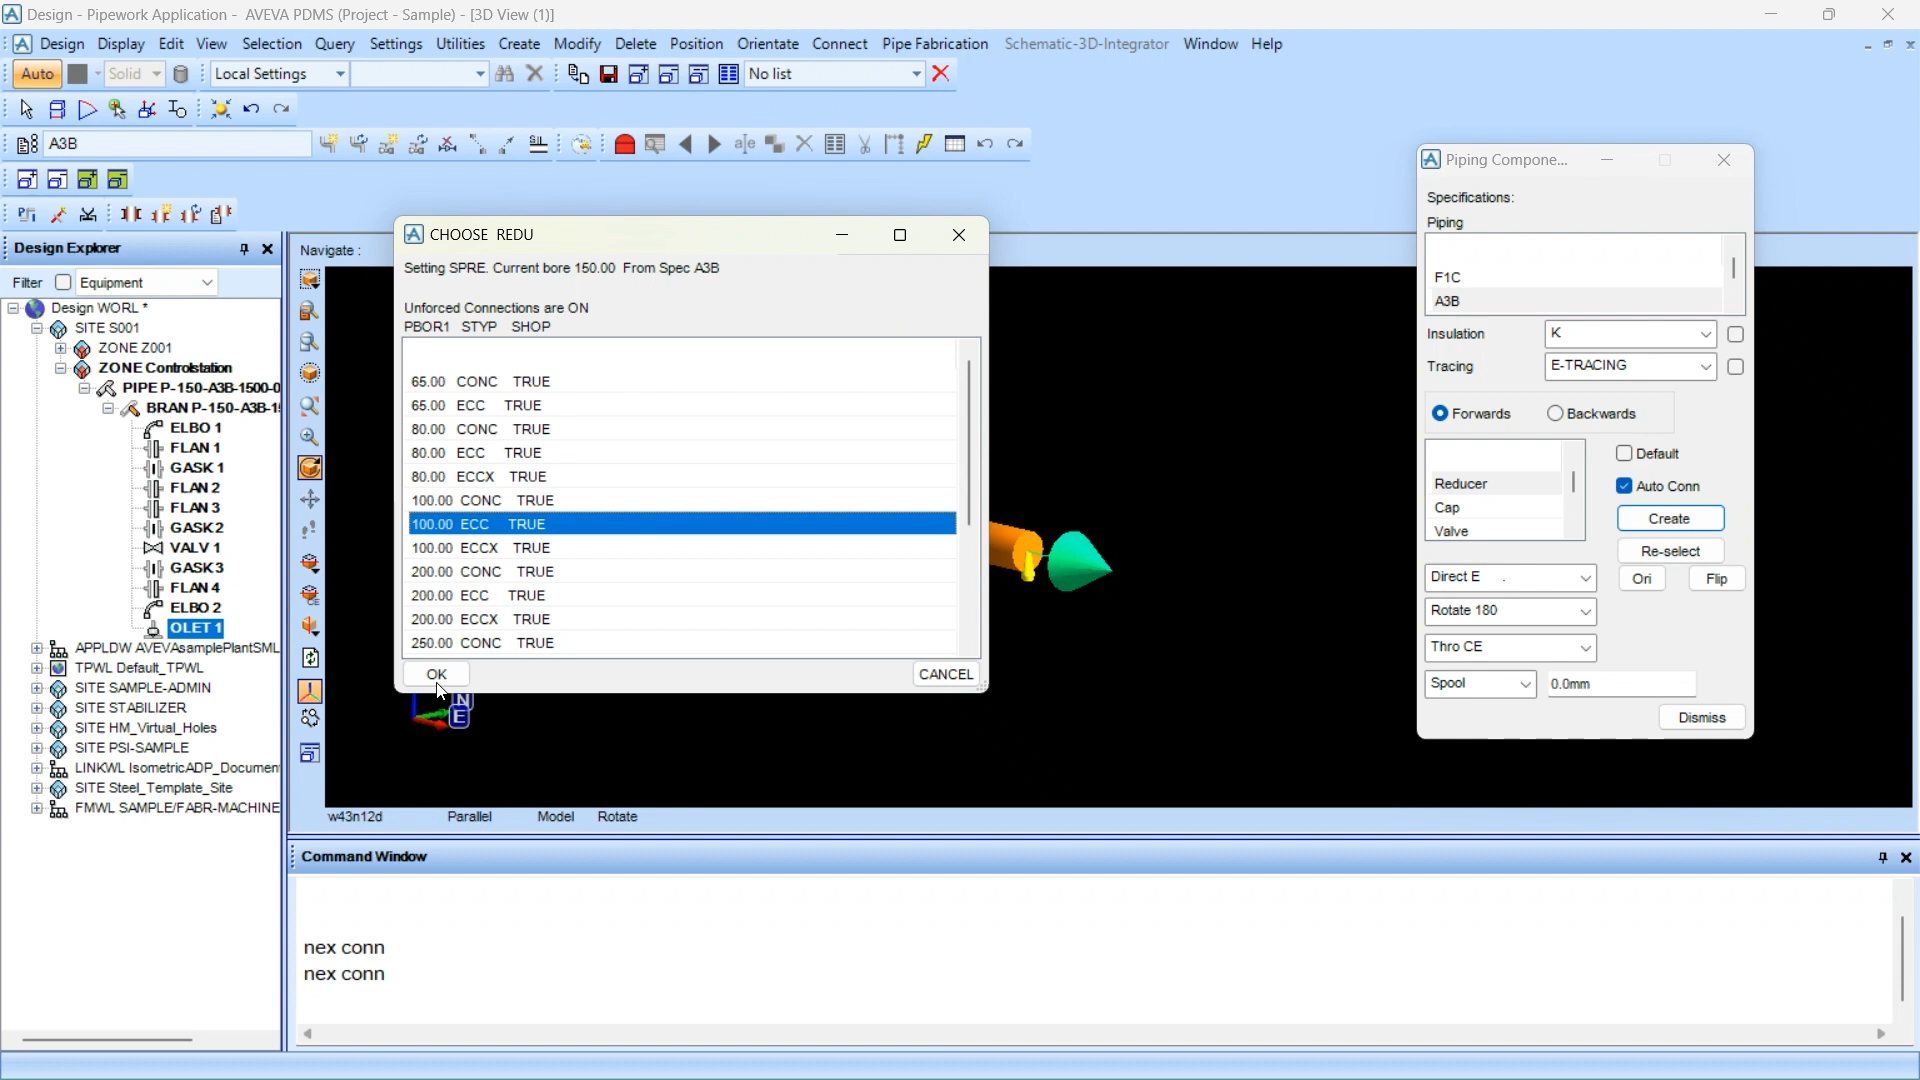 Design - Pipework Application - AVEVA PDMS (Project - Sample) - [3D View (1)]
Design Display Edit View Selection Query Settings Utilities Create Modify Delete Position Orientate Connect Pipe Fabrication Schematic-3D-Integrator Window Help
Auto Solid Local Settings No list
A3B
Design Explorer
Filter Equipment
Design WORL *
SITE S001
ZONE Z001
ZONE Controlstation
PIPE P-150-A3B-1500-0
BRAN P-150-A3B-1
ELBO 1
FLAN 1
GASK 1
FLAN 2
FLAN 3
GASK 2
VALV 1
GASK 3
FLAN 4
ELBO 2
OLET 1
APPLDW AVEVAsamplePlantSML
TPWL Default_TPWL
SITE SAMPLE-ADMIN
SITE STABILIZER
SITE HM_Virtual_Holes
SITE PSI-SAMPLE
LINKWL IsometricADP_Documen
SITE Steel_Template_Site
FMWL SAMPLE/FABR-MACHINE
Navigate :
CHOOSE REDU
Setting SPRE. Current bore 150.00 From Spec A3B
Unforced Connections are ON
PBOR1 STYP SHOP
65.00 CONC TRUE
65.00 ECC TRUE
80.00 CONC TRUE
80.00 ECC TRUE
80.00 ECCX TRUE
100.00 CONC TRUE
100.00 ECC TRUE
100.00 ECCX TRUE
200.00 CONC TRUE
200.00 ECC TRUE
200.00 ECCX TRUE
250.00 CONC TRUE
OK CANCEL
N
E
w43n12d Parallel Model Rotate
Piping Compone...
Specifications:
Piping
F1C
A3B
Insulation K
Tracing E-TRACING
Forwards Backwards
Default
Reducer
Auto Conn
Cap
Create
Valve
Re-select
Direct E .
Ori Flip
Rotate 180
Thro CE
Spool 0.0mm
Dismiss
Command Window
nex conn
nex conn